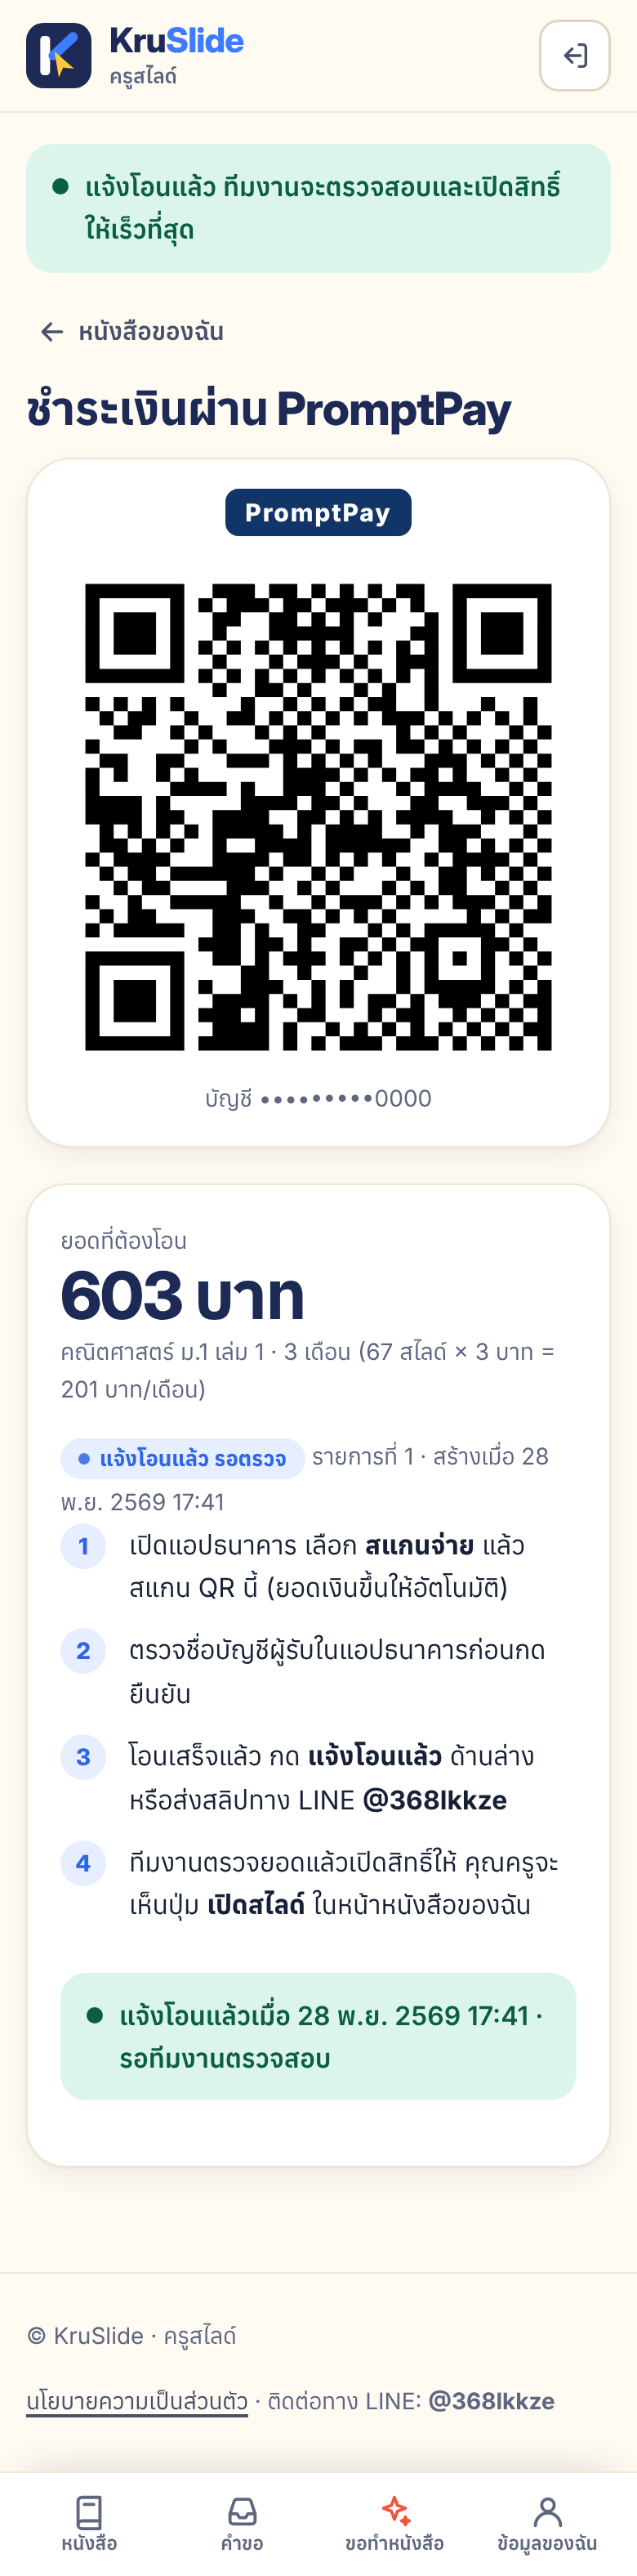 KruSlide
ครูสไลด์
แจ้งโอนแล้ว ทีมงานจะตรวจสอบและเปิดสิทธิ์
ให้เร็วที่สุด
← หนังสือของฉัน
ชำระเงินผ่าน PromptPay
PromptPay
บัญชี •••••••••0000
ยอดที่ต้องโอน
603 บาท
คณิตศาสตร์ ม.1 เล่ม 1 · 3 เดือน (67 สไลด์ × 3 บาท =
201 บาท/เดือน)
แจ้งโอนแล้ว รอตรวจ รายการที่ 1 · สร้างเมื่อ 28
พ.ย. 2569 17:41
1 เปิดแอปธนาคาร เลือก สแกนจ่าย แล้ว
สแกน QR นี้ (ยอดเงินขึ้นให้อัตโนมัติ)
2 ตรวจชื่อบัญชีผู้รับในแอปธนาคารก่อนกด
ยืนยัน
3 โอนเสร็จแล้ว กด แจ้งโอนแล้ว ด้านล่าง
หรือส่งสลิปทาง LINE @368lkkze
4 ทีมงานตรวจยอดแล้วเปิดสิทธิ์ให้ คุณครูจะ
เห็นปุ่ม เปิดสไลด์ ในหน้าหนังสือของฉัน
แจ้งโอนแล้วเมื่อ 28 พ.ย. 2569 17:41 ·
รอทีมงานตรวจสอบ
© KruSlide · ครูสไลด์
นโยบายความเป็นส่วนตัว · ติดต่อทาง LINE: @368lkkze
หนังสือ คำขอ ขอทำหนังสือ ข้อมูลของฉัน